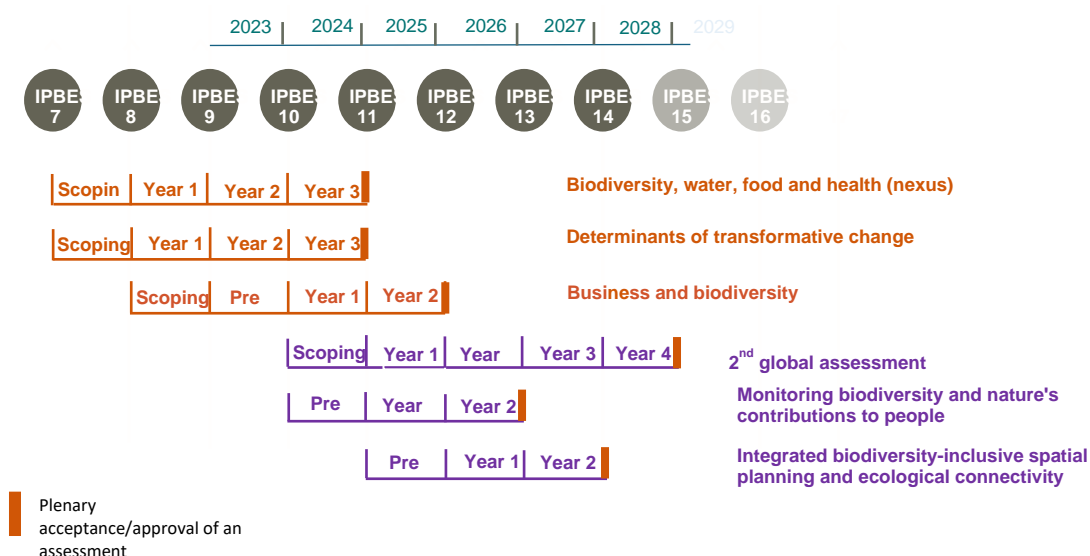 2023 2024 2025 2026 2027 2028 2029
IPBES IPBES IPBES IPBES IPBES IPBES IPBES IPBES IPBE IPBES
7 8 9 10 11 12 13 14 15 16
Scopin Year 1 Year 2 Year 3 Biodiversity, water, food and health (nexus)
Scoping Year 1 Year 2 Year 3 Determinants of transformative change
Scoping Pre Year 1 Year 2 Business and biodiversity
Scoping Year 1 Year Year 3 Year 4 2nd global assessment
Pre Year Year 2 Monitoring biodiversity and nature's
contributions to people
Pre Year 1 Year 2 Integrated biodiversity-inclusive spatial
planning and ecological connectivity
Plenary
acceptance/approval of an
assessment